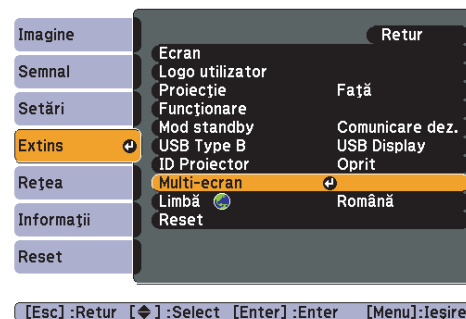 Imagine
Semnal
Setări
Extins
Reţea
Informaţii
Reset
Retur
Ecran
Logo utilizator
Proiecţie Faţă
Funcţionare
Mod standby Comunicare dez.
USB Type B USB Display
ID Proiector Oprit
Multi-ecran
Limbă Română
Reset
[Esc] :Retur [◆] :Select [Enter] :Enter [Menu]:Ieşire